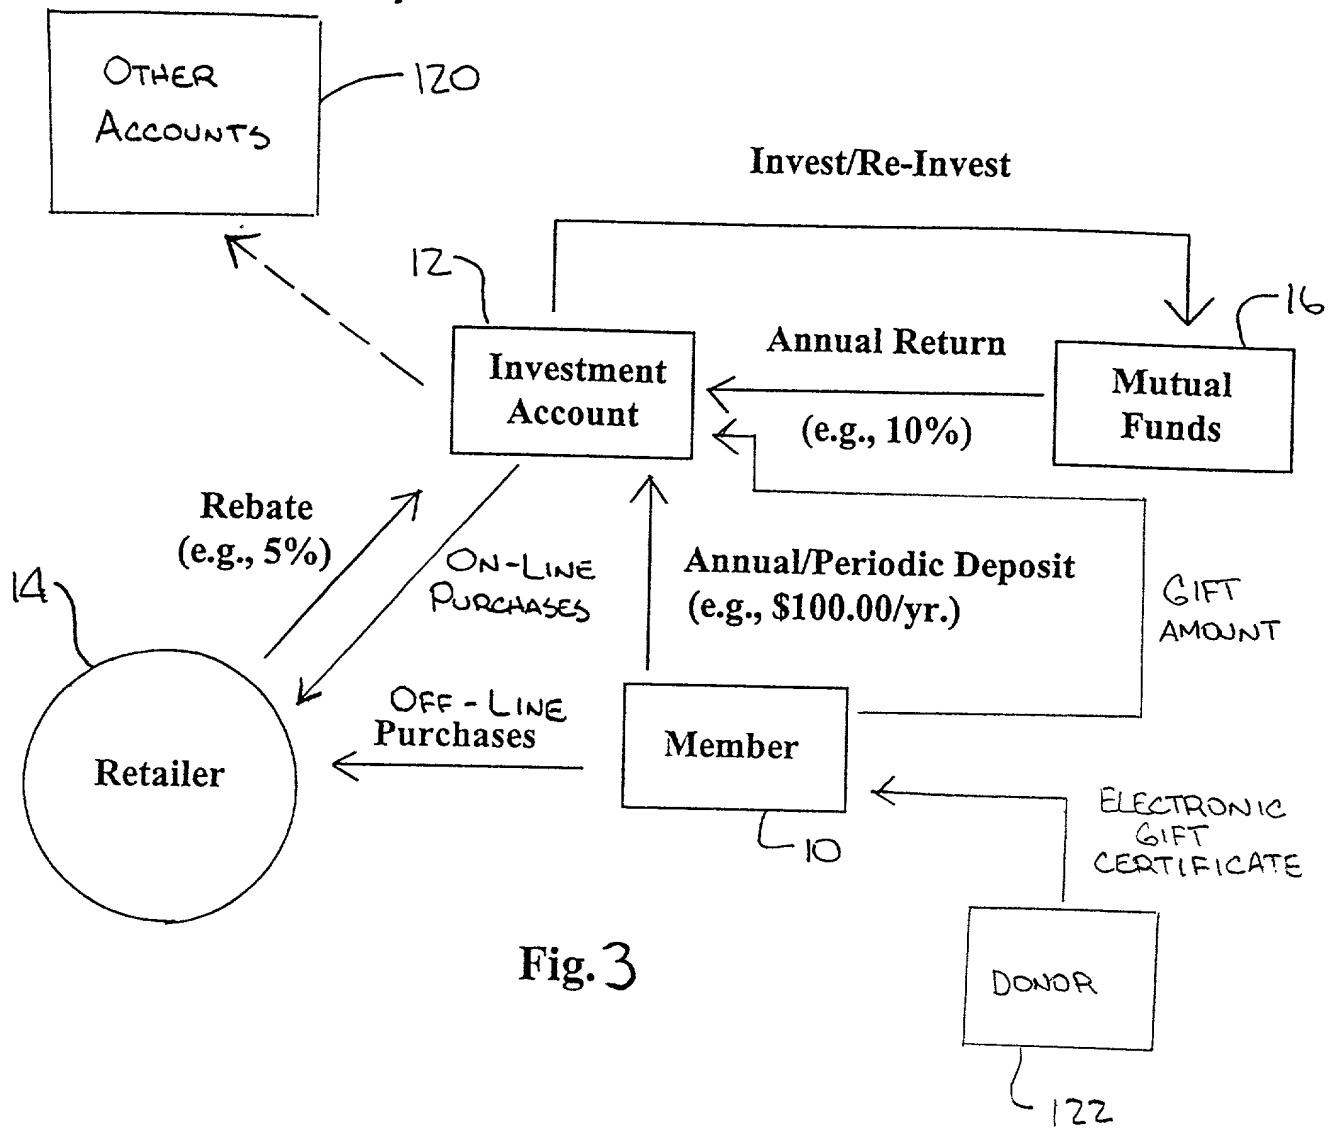 OTHER
ACCOUNTS
120
Invest/Re-Invest
12
16
Investment
Account
Annual Return
(e.g., 10%)
Mutual
Funds
Rebate
(e.g., 5%)
ON-LINE
PURCHASES
Annual/Periodic Deposit
(e.g., $100.00/yr.)
GIFT
AMOUNT
14
Retailer
OFF-LINE
Purchases
Member
10
ELECTRONIC
GIFT
CERTIFICATE
DONOR
122
Fig. 3